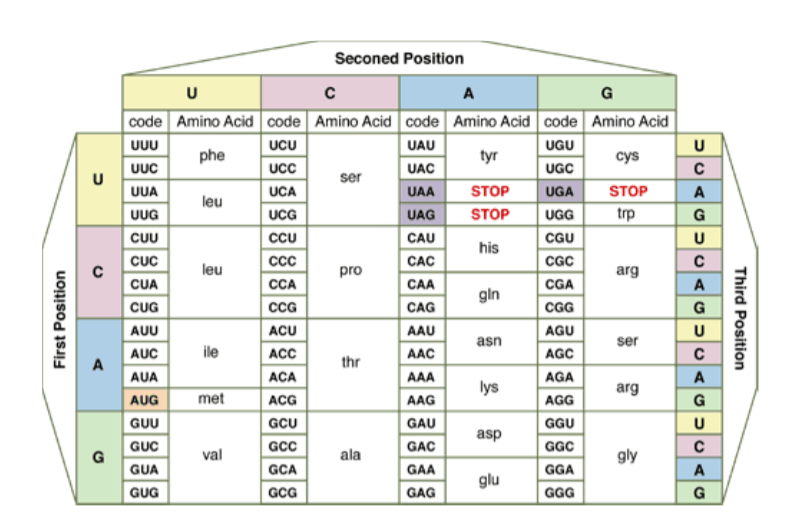 Seconed Position
U C A G
code Amino Acid code Amino Acid code Amino Acid code Amino Acid
First Position
Third Position
U
UUU phe UCU ser UAU tyr UGU cys U
UUC UCC UAC UGC C
UUA leu UCA UAA STOP UGA STOP A
UUG UCG UAG STOP UGG trp G
C
CUU leu CCU pro CAU his CGU arg U
CUC CCC CAC CGC C
CUA CCA CAA gln CGA A
CUG CCG CAG CGG G
A
AUU ile ACU thr AAU asn AGU ser U
AUC ACC AAC AGC C
AUA ACA AAA lys AGA arg A
AUG met ACG AAG AGG G
G
GUU val GCU ala GAU asp GGU gly U
GUC GCC GAC GGC C
GUA GCA GAA glu GGA A
GUG GCG GAG GGG G